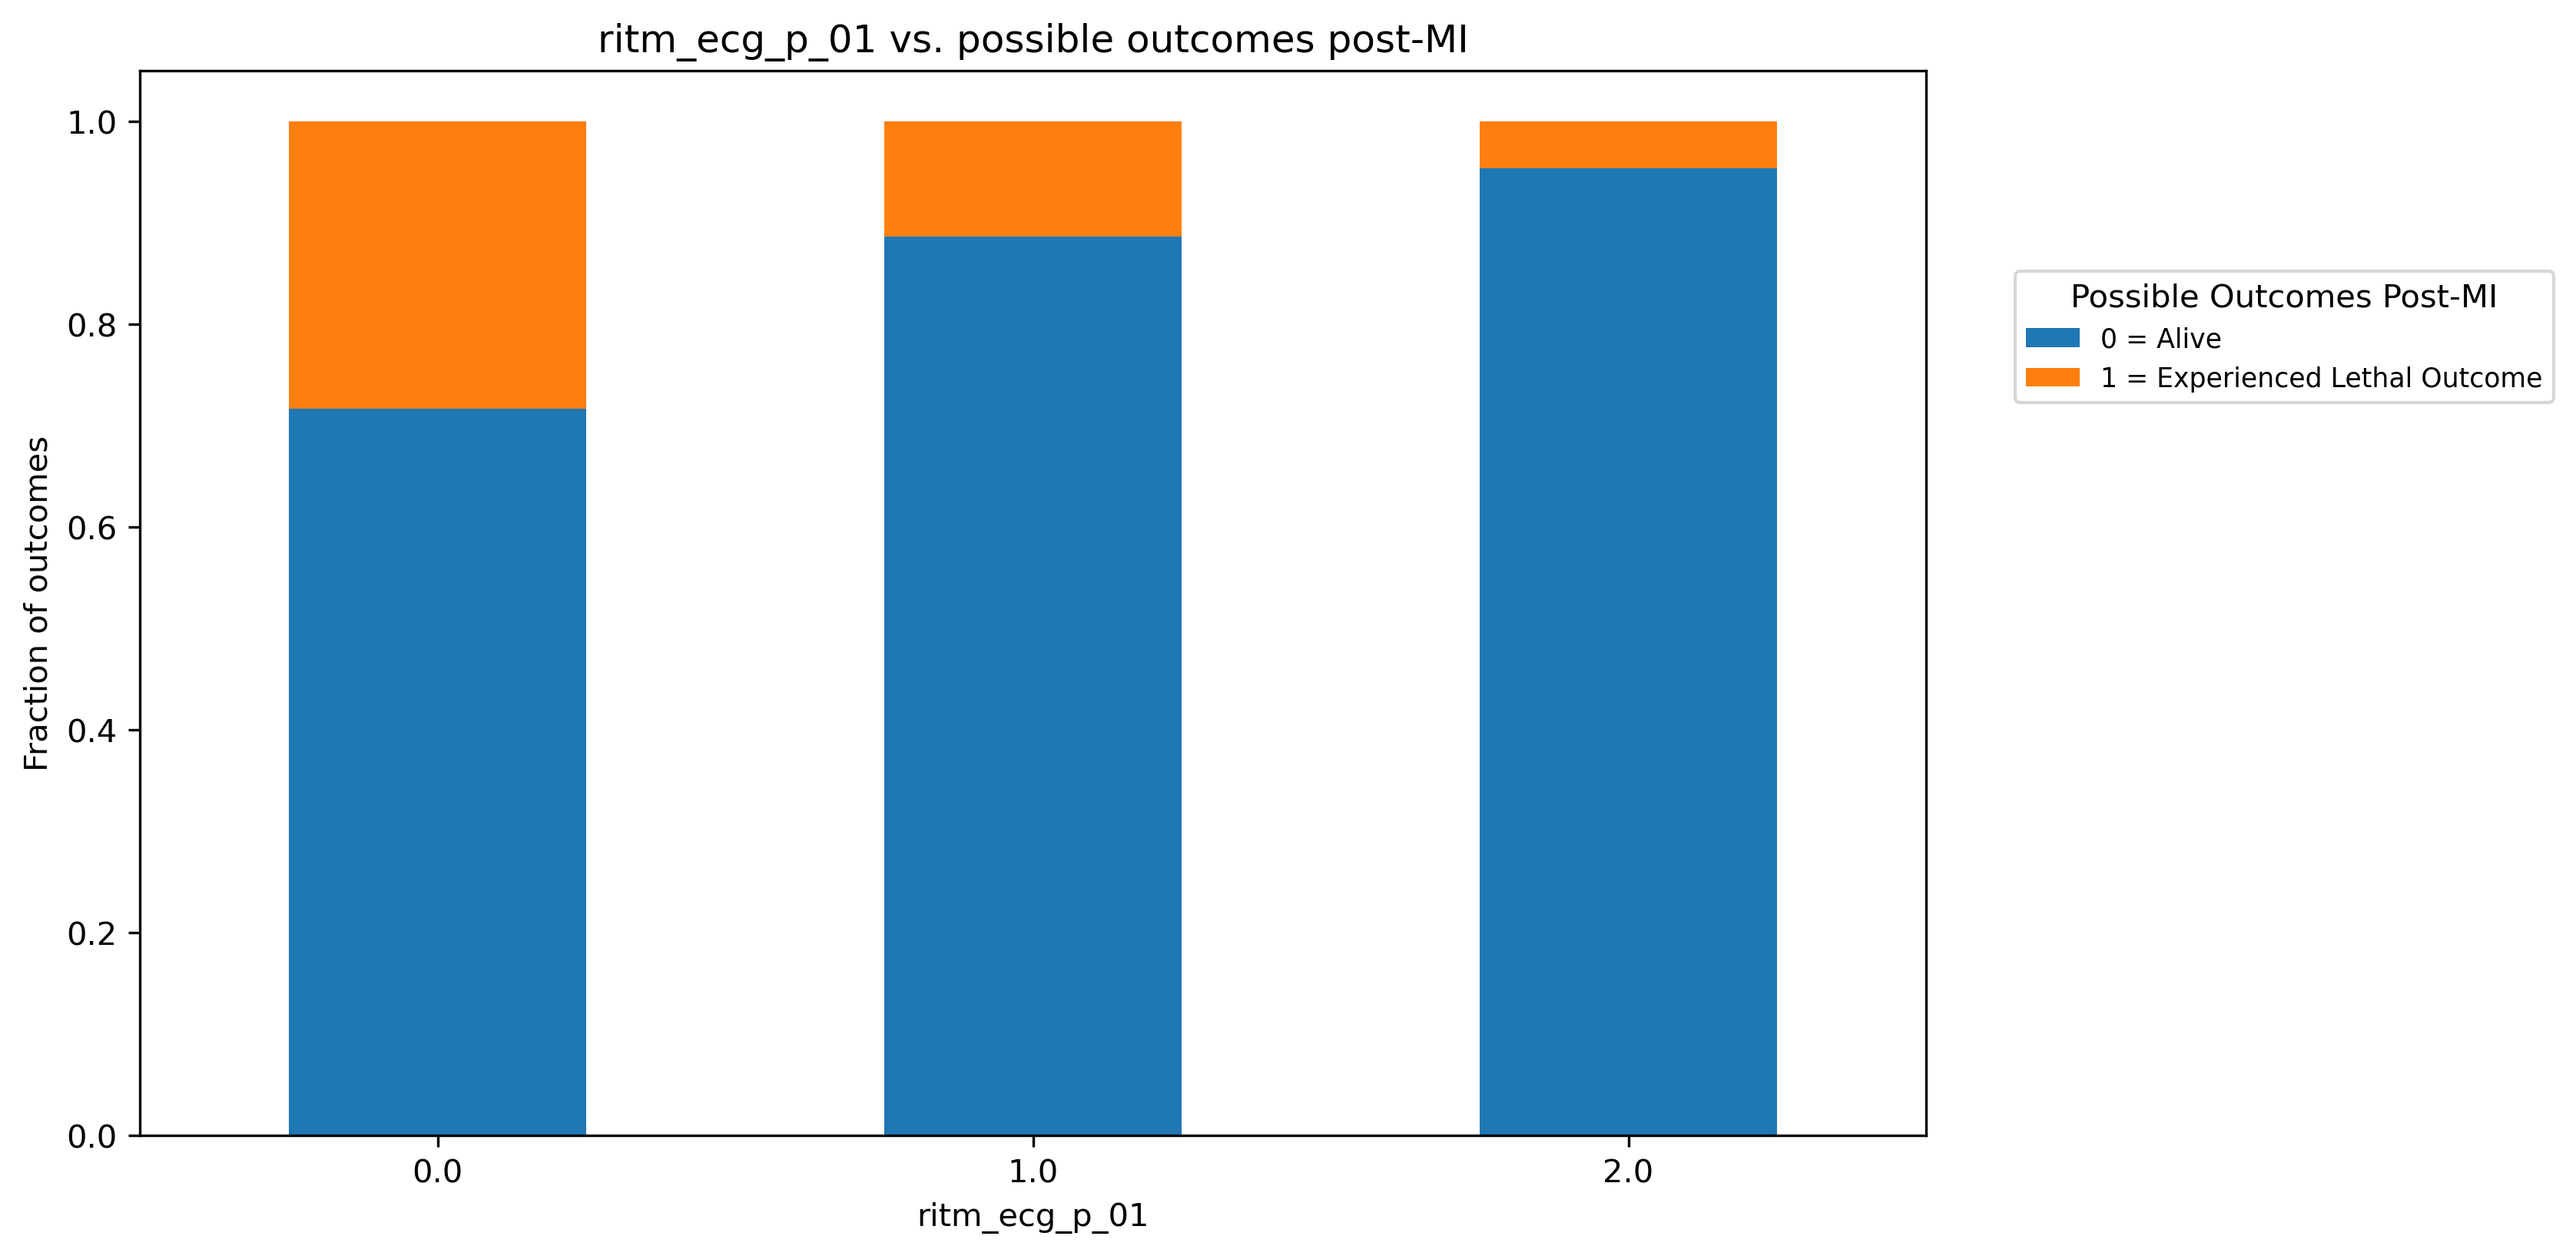 ritm_ecg_p_01 vs. possible outcomes post-MI
Fraction of outcomes
1.0
0.8
0.6
0.4
0.2
0.0
0.0
1.0
2.0
ritm_ecg_p_01
Possible Outcomes Post-MI
0 = Alive
1 = Experienced Lethal Outcome